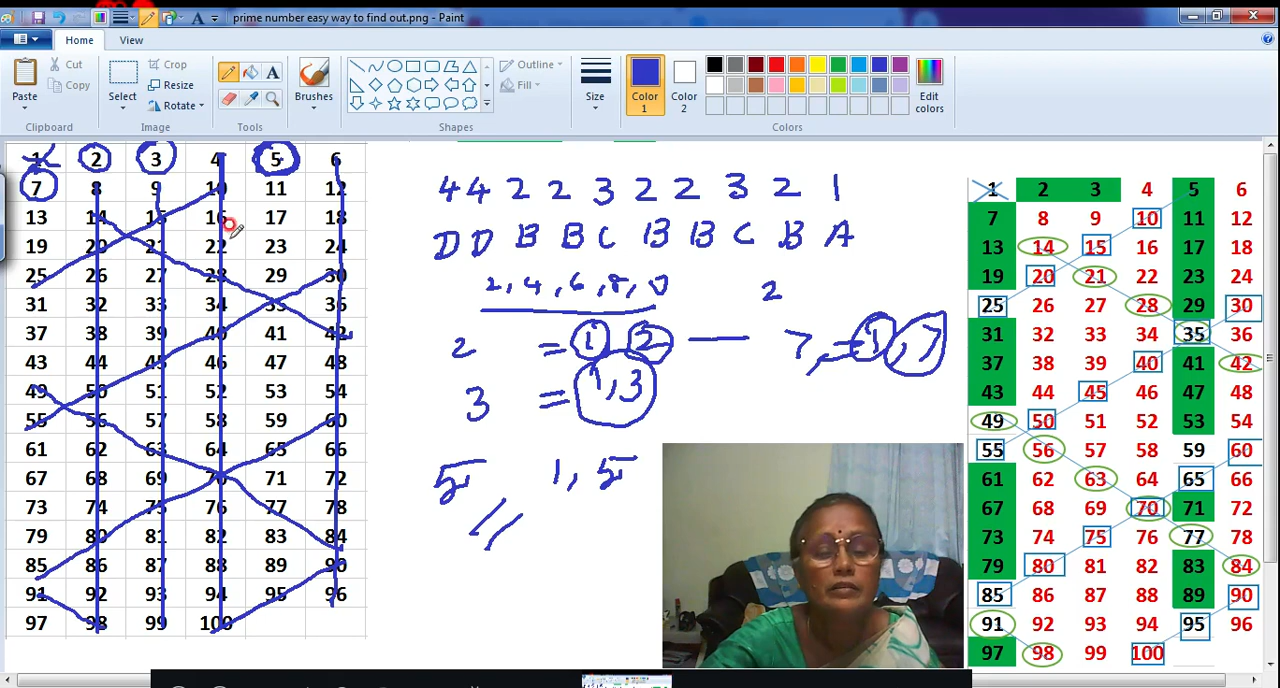 prime number easy way to find out.png - Paint
Home View
Paste
Cut
Copy
Clipboard
Select
Crop
Resize
Rotate
Image
Tools
Brushes
Shapes
Outline
Fill
Size
Color 1
Color 2
Colors
Edit colors
1 2 3 4 5 6
7 8 9 10 11 12
13 14 15 16 17 18
19 20 21 22 23 24
25 26 27 28 29 30
31 32 33 34 35 36
37 38 39 40 41 42
43 44 45 46 47 48
49 50 51 52 53 54
55 56 57 58 59 60
61 62 63 64 65 66
67 68 69 70 71 72
73 74 75 76 77 78
79 80 81 82 83 84
85 86 87 88 89 90
91 92 93 94 95 96
97 98 99 100
4 4 2 2 3 2 2 3 2 1
D D B B C B B C B A
2, 4, 6, 8, 0
2
2 = 1 2 — 7, = 1, 7
3 = 1, 3
5 1, 5
1 2 3 4 5 6
7 8 9 10 11 12
13 14 15 16 17 18
19 20 21 22 23 24
25 26 27 28 29 30
31 32 33 34 35 36
37 38 39 40 41 42
43 44 45 46 47 48
49 50 51 52 53 54
55 56 57 58 59 60
61 62 63 64 65 66
67 68 69 70 71 72
73 74 75 76 77 78
79 80 81 82 83 84
85 86 87 88 89 90
91 92 93 94 95 96
97 98 99 100